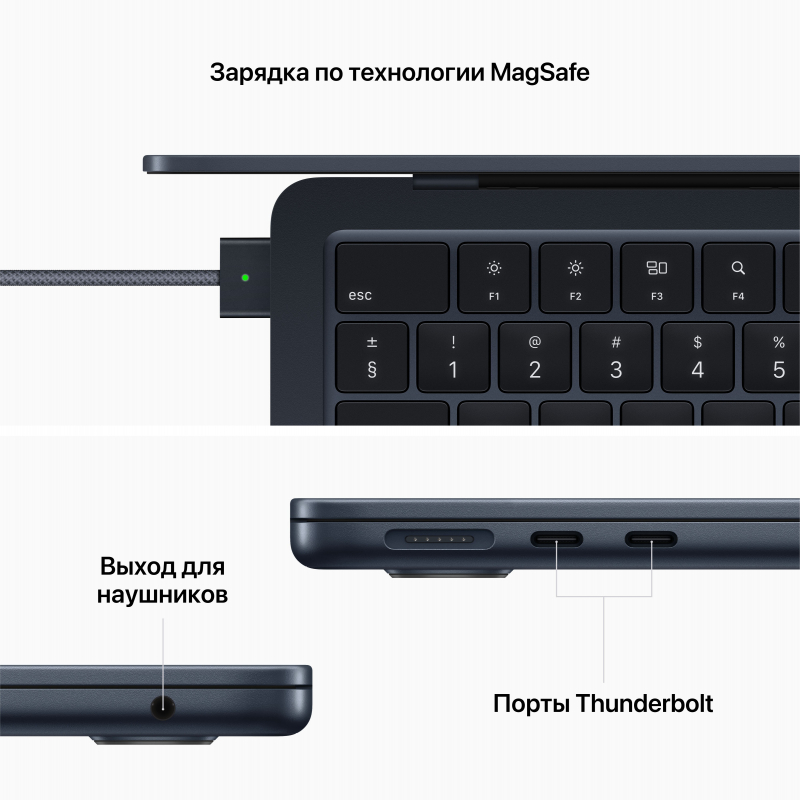 Зарядка по технологии MagSafe
esc
F1
F2
F3
F4
± ! @ # $ %
§ 1 2 3 4 5
Выход для
наушников
Порты Thunderbolt